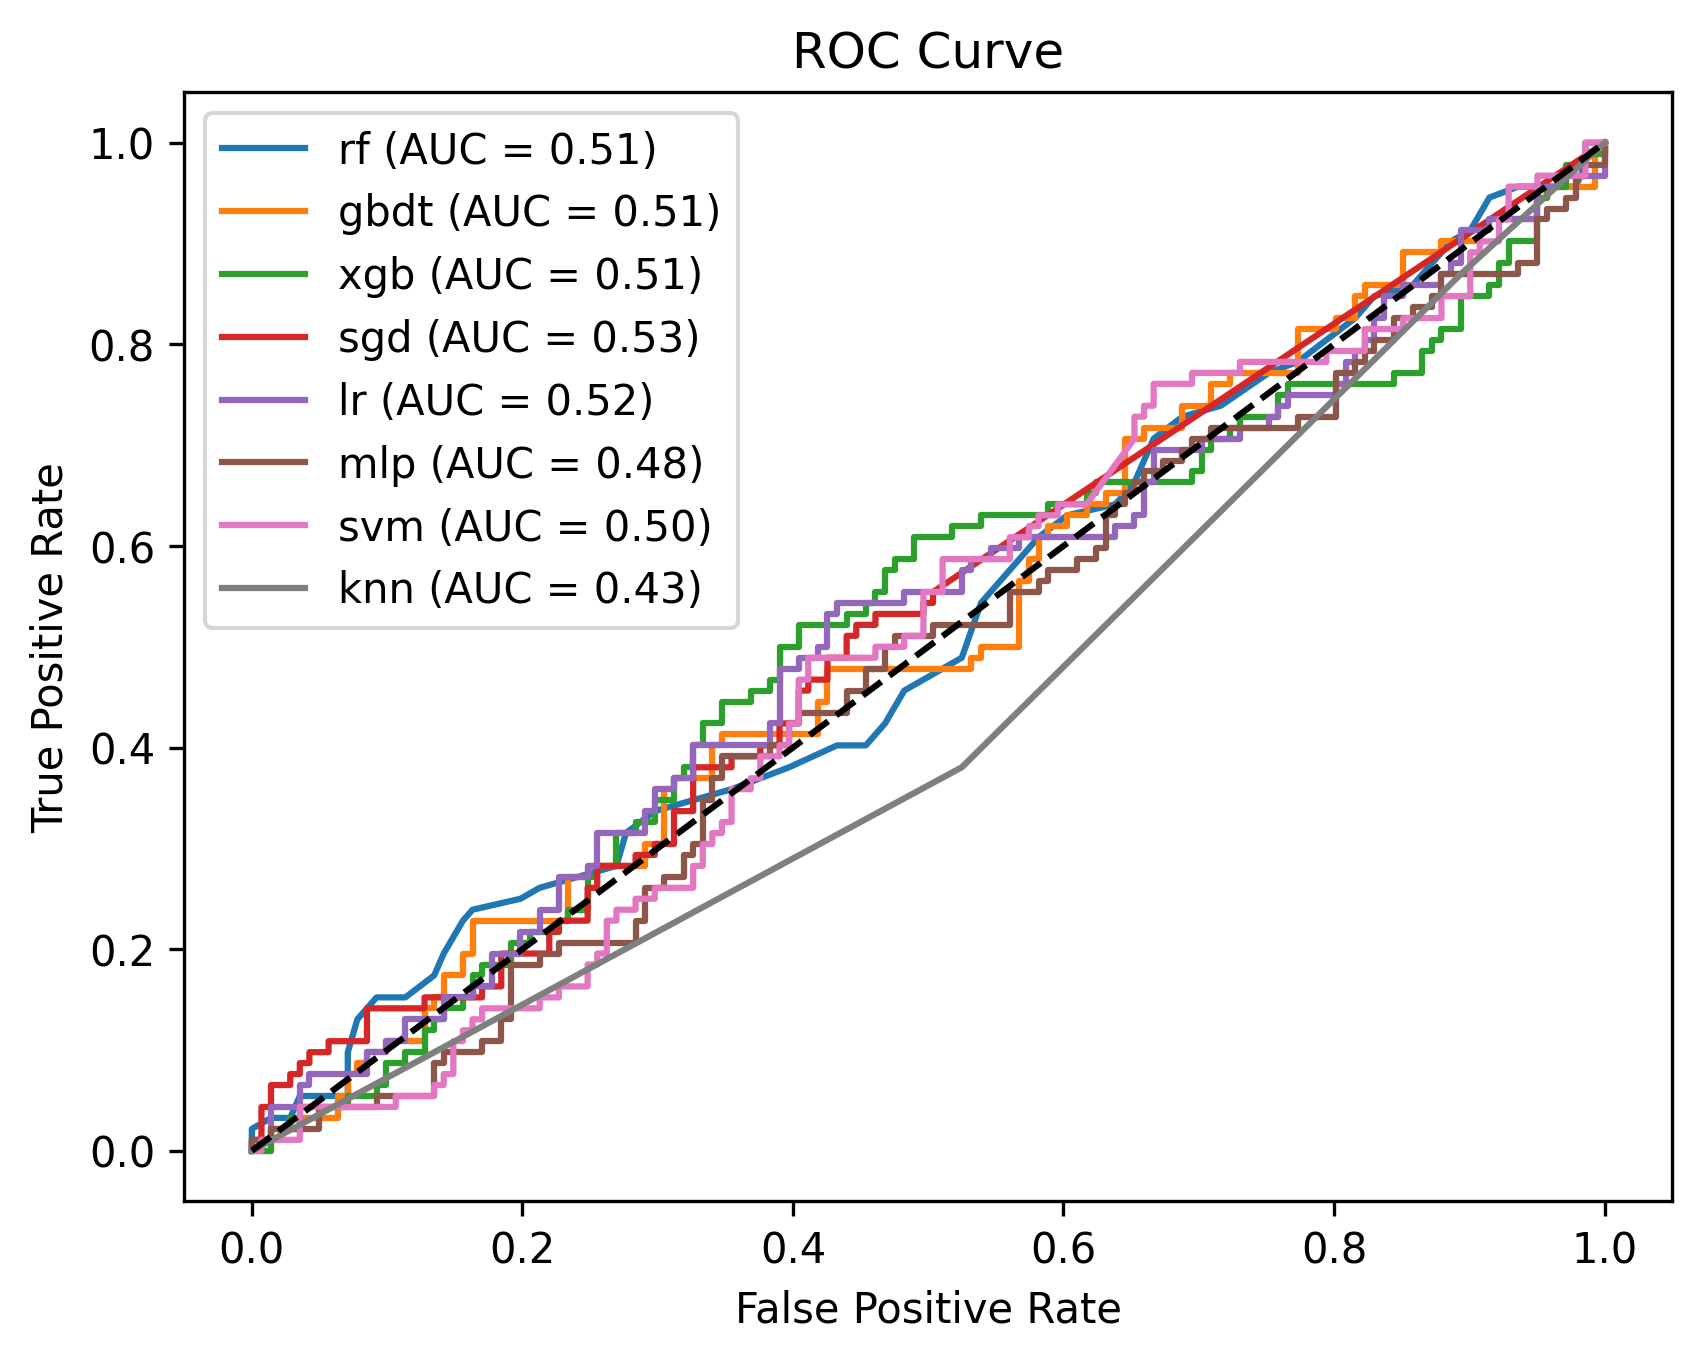 ROC Curve
rf (AUC = 0.51)
gbdt (AUC = 0.51)
xgb (AUC = 0.51)
sgd (AUC = 0.53)
lr (AUC = 0.52)
mlp (AUC = 0.48)
svm (AUC = 0.50)
knn (AUC = 0.43)
True Positive Rate
1.0
0.8
0.6
0.4
0.2
0.0
0.0 0.2 0.4 0.6 0.8 1.0
False Positive Rate